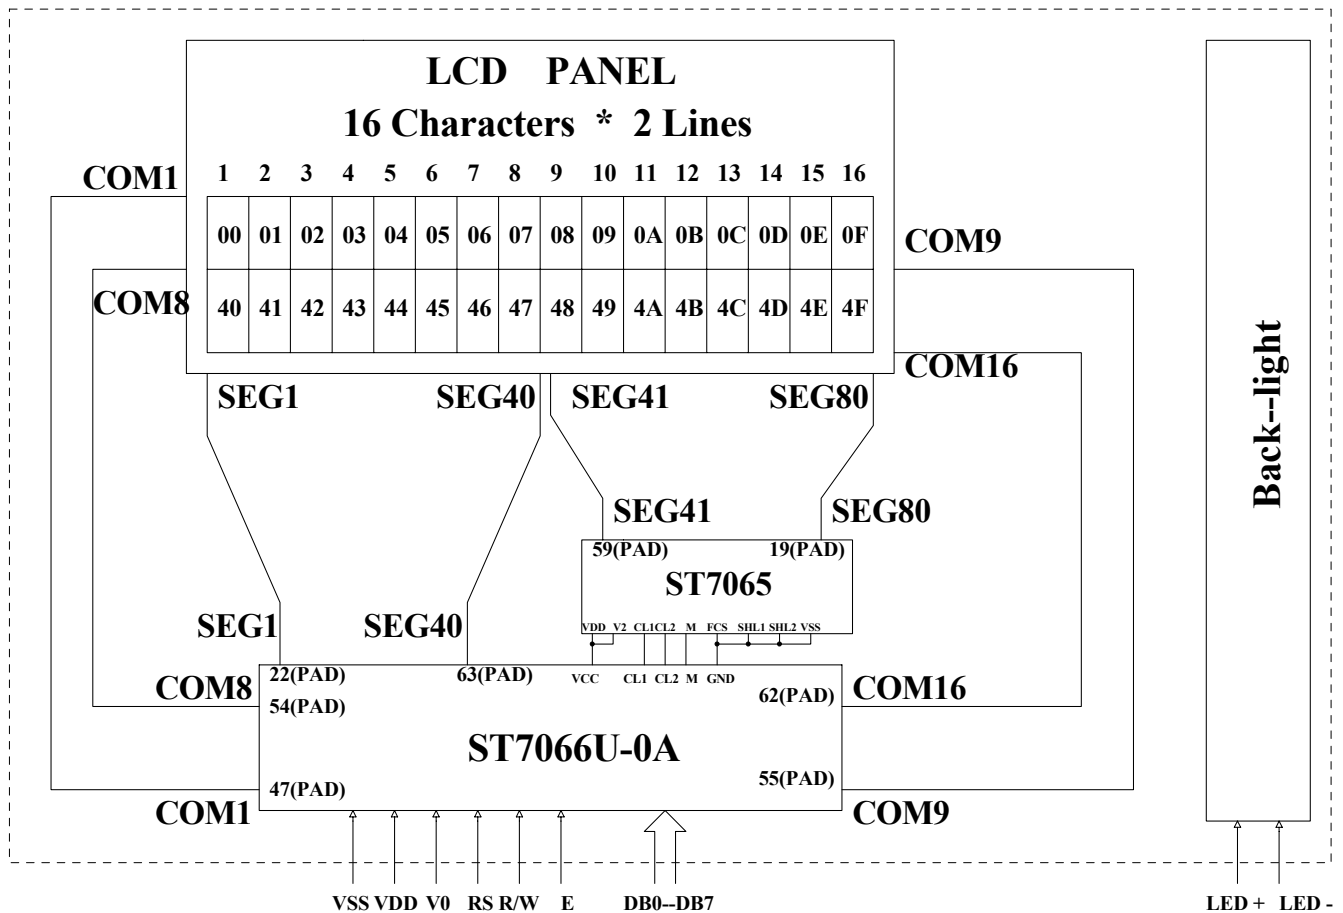 LCD PANEL
16 Characters * 2 Lines
COM1 1 2 3 4 5 6 7 8 9 10 11 12 13 14 15 16
00 01 02 03 04 05 06 07 08 09 0A 0B 0C 0D 0E 0F COM9
COM8 40 41 42 43 44 45 46 47 48 49 4A 4B 4C 4D 4E 4F
COM16
SEG1 SEG40 SEG41 SEG80
Back--light
SEG41 SEG80
59(PAD) 19(PAD)
ST7065
SEG1 SEG40
VDD V2 CL1 CL2 M FCS SHL1 SHL2 VSS
22(PAD) 63(PAD) VCC CL1 CL2 M GND
COM8 54(PAD) 62(PAD) COM16
ST7066U-0A
47(PAD) 55(PAD)
COM1 COM9
VSS VDD V0 RS R/W E DB0--DB7 LED + LED -